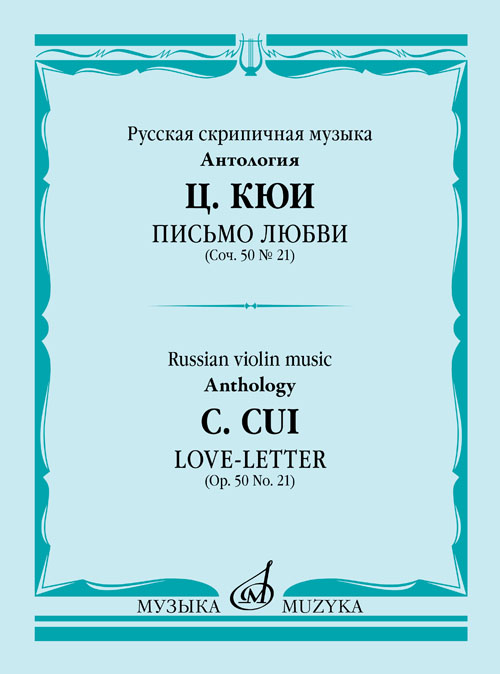 Русская скрипичная музыка
Антология
Ц. КЮИ
ПИСЬМО ЛЮБВИ
(Соч. 50 № 21)
Russian violin music
Anthology
C. CUI
LOVE-LETTER
(Op. 50 No. 21)
МУЗЫКА М MUZYKA